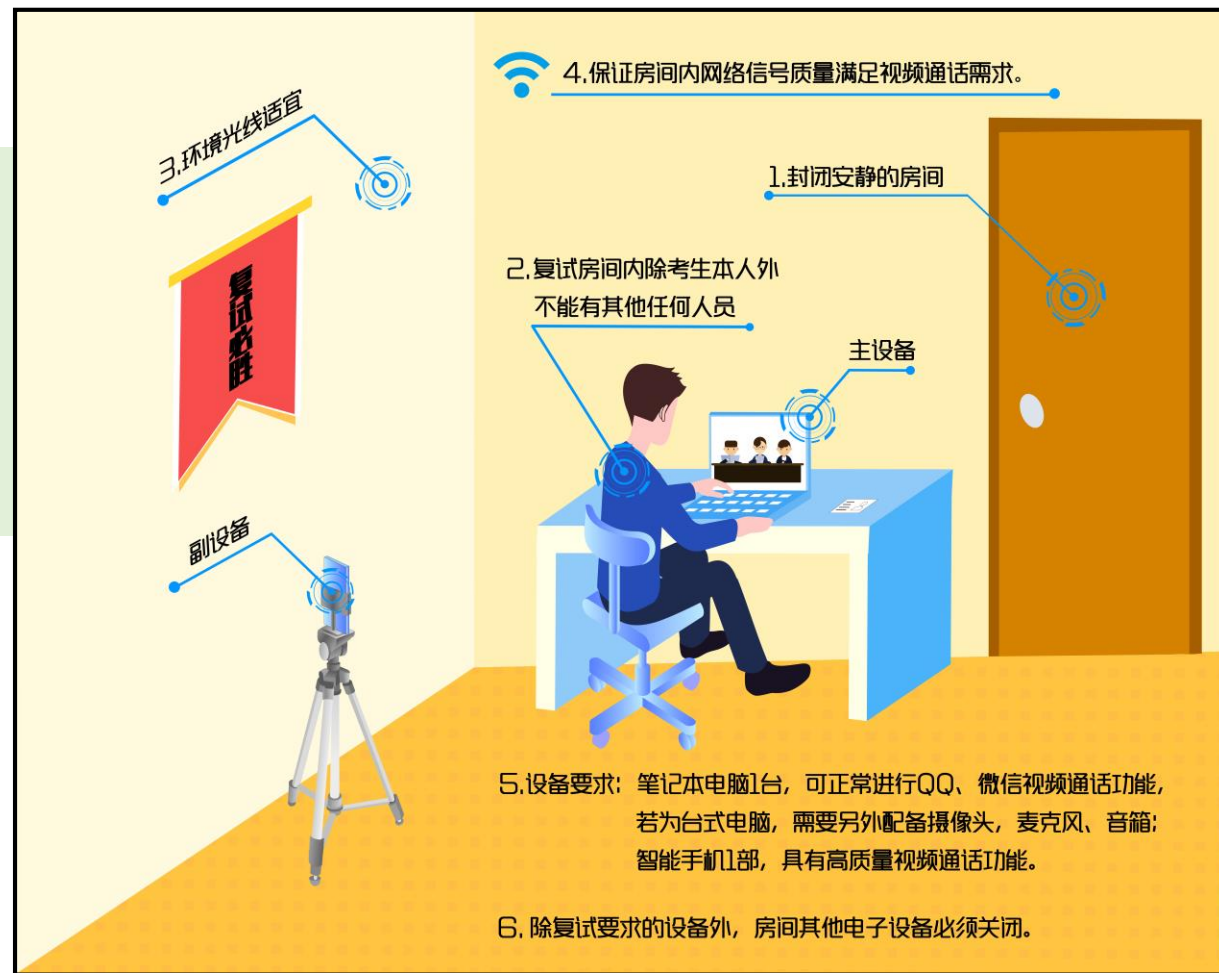 4.保证房间内网络信号质量满足视频通话需求。
3.环境光线适宜
1.封闭安静的房间
复试必胜
2.复试房间内除考生本人外
不能有其他任何人员
主设备
副设备
5.设备要求：笔记本电脑1台，可正常进行QQ、微信视频通话功能，
若为台式电脑，需要另外配备摄像头，麦克风、音箱；
智能手机1部，具有高质量视频通话功能。
6.除复试要求的设备外，房间其他电子设备必须关闭。